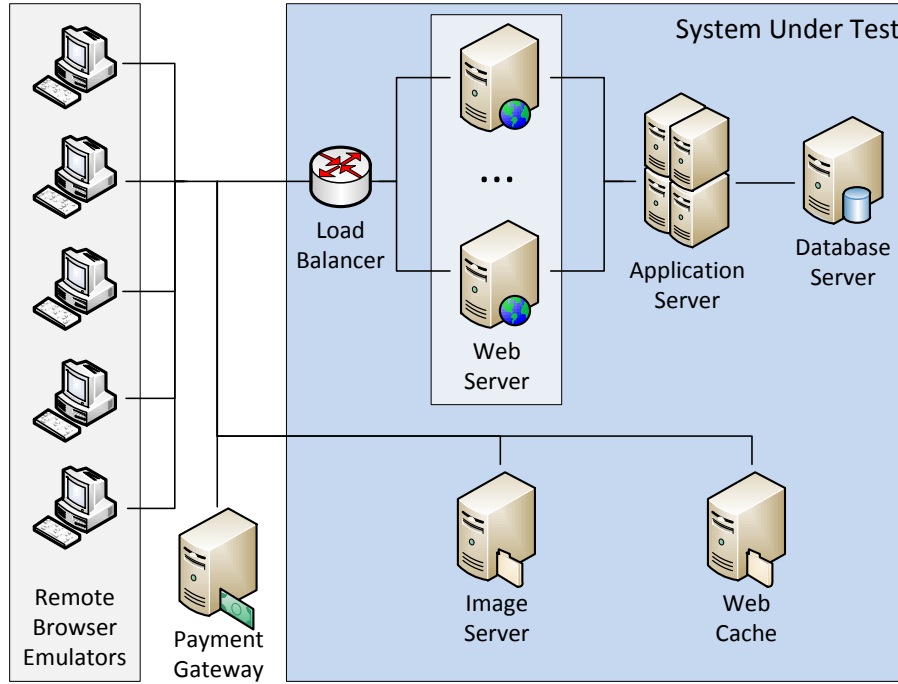 System Under Test
Load
Balancer
...
Web
Server
Application
Server
Database
Server
Remote
Browser
Emulators
Payment
Gateway
Image
Server
Web
Cache